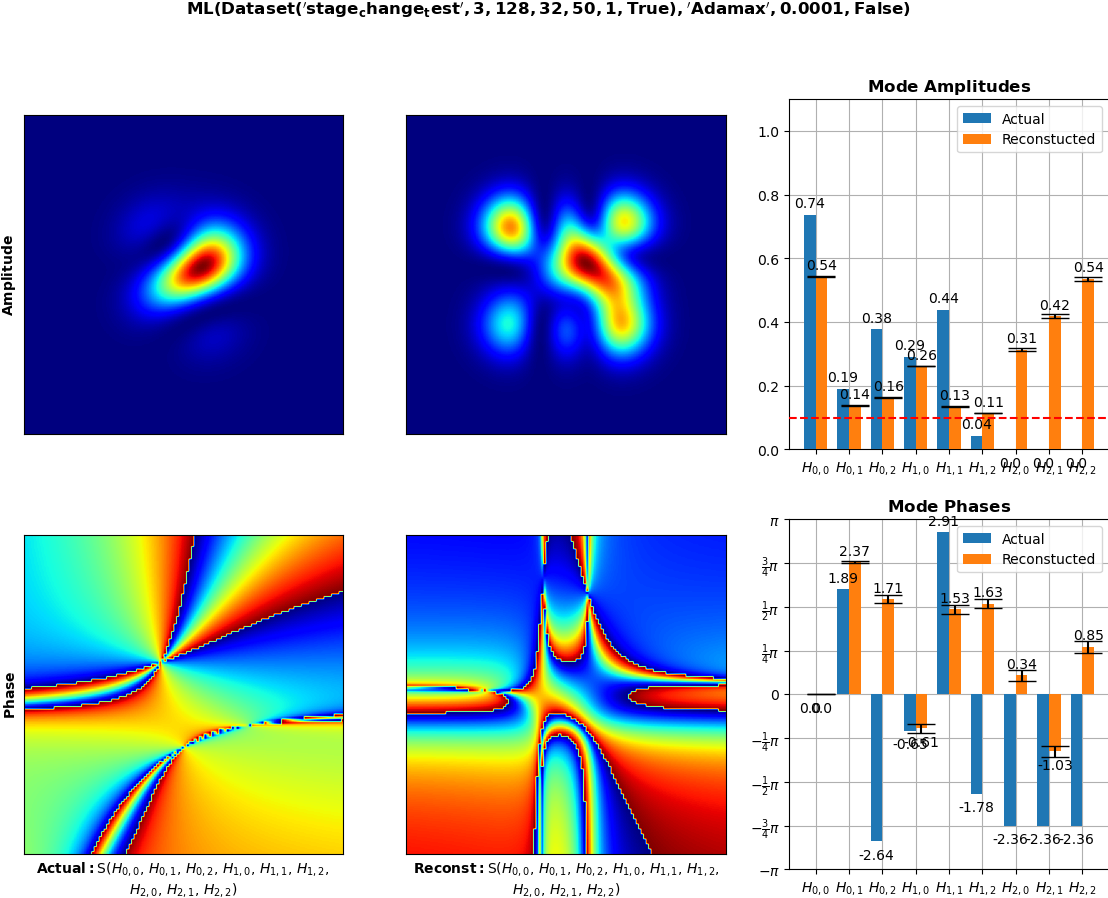 ML(Dataset('stage_change_test', 3, 128, 32, 50, 1, True), 'Adamax', 0.0001, False)
Amplitude
Mode Amplitudes
Actual
Reconstucted
1.0
0.8
0.6
0.4
0.2
0.0
0.74
0.54
0.19
0.14
0.38
0.16
0.29
0.26
0.44
0.13
0.04
0.11
0.0
0.31
0.0
0.42
0.0
0.54
H0,0 H0,1 H0,2 H1,0 H1,1 H1,2 H2,0 H2,1 H2,2
Phase
Mode Phases
Actual
Reconstucted
π
3/4π
1/2π
1/4π
0
−1/4π
−1/2π
−3/4π
−π
0.0
0.0
1.89
2.37
-2.64
1.71
-0.65
-0.61
2.91
1.53
-1.78
1.63
-2.36
0.34
-2.36
-1.03
-2.36
0.85
H0,0 H0,1 H0,2 H1,0 H1,1 H1,2 H2,0 H2,1 H2,2
Actual: S(H0,0, H0,1, H0,2, H1,0, H1,1, H1,2,
H2,0, H2,1, H2,2)
Reconst: S(H0,0, H0,1, H0,2, H1,0, H1,1, H1,2,
H2,0, H2,1, H2,2)